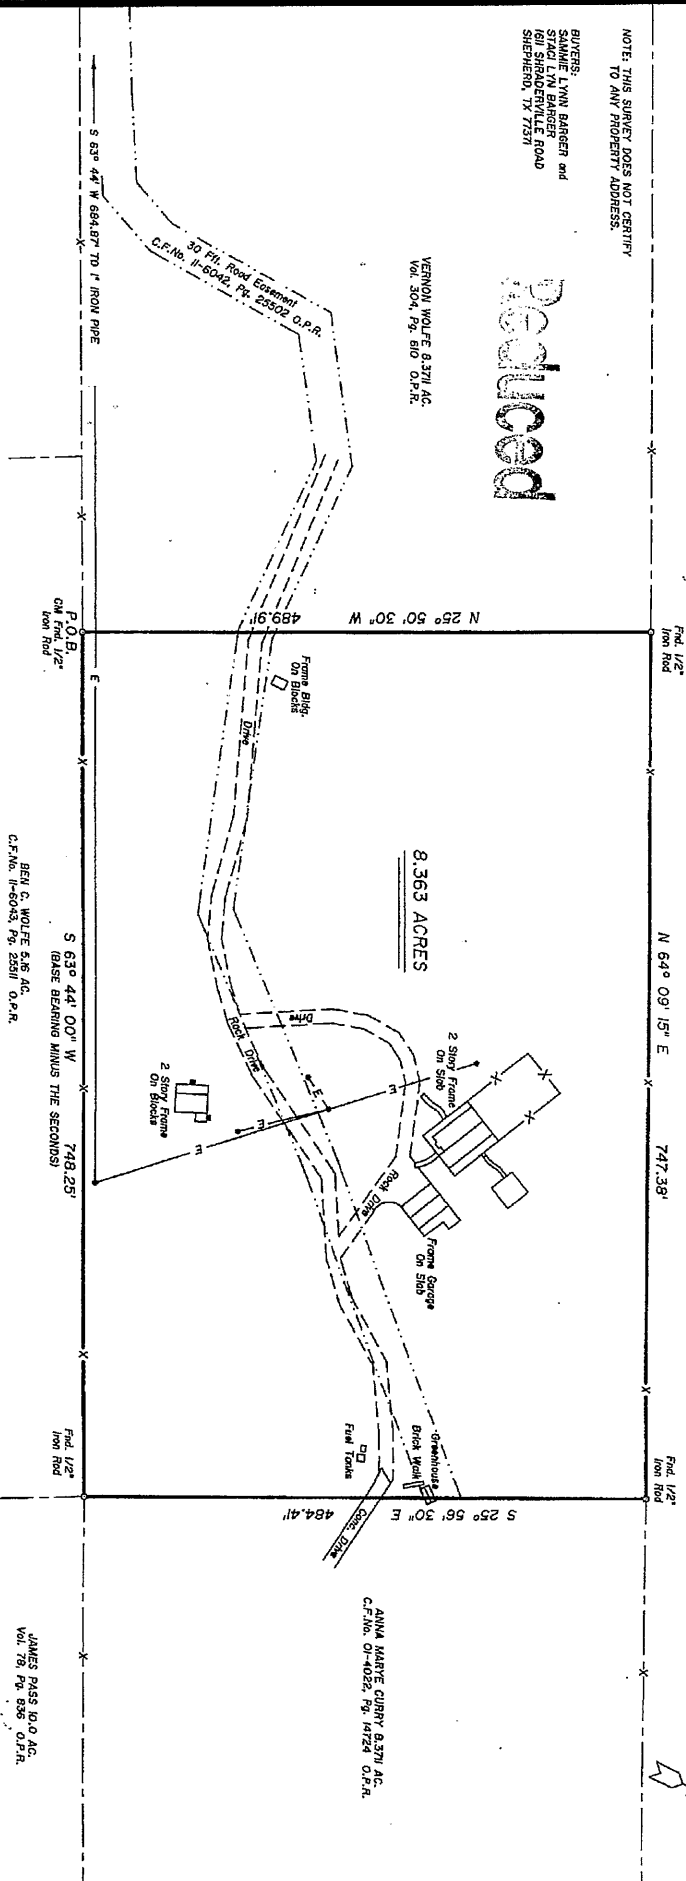 NOTE: THIS SURVEY DOES NOT CERTIFY
TO ANY PROPERTY ADDRESS.
BUYERS:
SAMMIE LYNN BARGER and
STACI LYN BARGER
1611 SHRADERVILLE ROAD
SHEPHERD, TX 77371
Reduced
VERNON WOLFE 8.3711 AC.
Vol. 304, Pg. 610 O.P.R.
30 Ft. Road Easement
C.F.No. 11-6042, Pg. 25502 O.P.R.
S 63° 44' W 684.87' TO 1" IRON PIPE
Fnd. 1/2"
Iron Rod
N 25° 50' 30" W 489.91'
P.O.B.
CM Fnd. 1/2"
Iron Rod
Frame Bldg.
On Blocks
Drive
8.363 ACRES
N 64° 09' 15" E 747.38'
2 Story Frame
On Slab
Drive
Rock Drive
Rock Drive
Frame Garage
On Slab
2 Story Frame
On Blocks
E
E
E
E
E
S 63° 44' 00" W 748.25'
(BASE BEARING MINUS THE SECONDS)
BEN C. WOLFE 5.16 AC.
C.F.No. 11-6043, Pg. 25511 O.P.R.
Greenhouse
Brick Walk
Fuel Tanks
Fnd. 1/2"
Iron Rod
S 25° 56' 30" E 484.41'
Conc. Drive
Fnd. 1/2"
Iron Rod
ANNA MARYE CURRY 8.3711 AC.
C.F.No. 01-4022, Pg. 14724 O.P.R.
JAMES PASS 10.0 AC.
Vol. 78, Pg. 836 O.P.R.